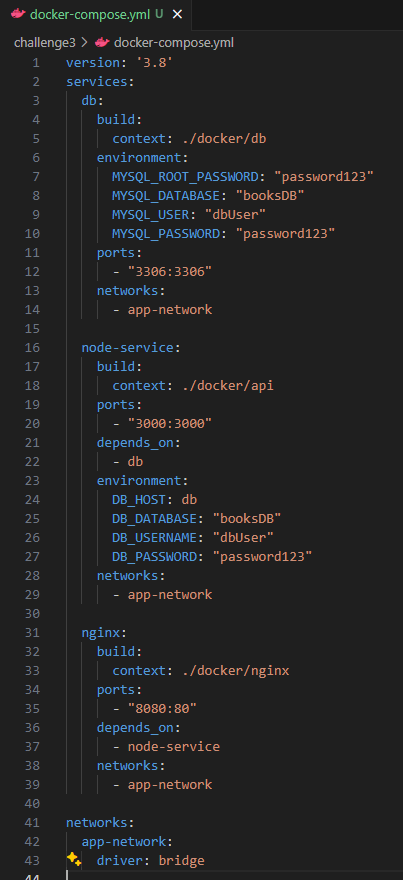 docker-compose.yml U ×
challenge3 > docker-compose.yml
1 version: '3.8'
2 services:
3   db:
4     build:
5       context: ./docker/db
6     environment:
7       MYSQL_ROOT_PASSWORD: "password123"
8       MYSQL_DATABASE: "booksDB"
9       MYSQL_USER: "dbUser"
10       MYSQL_PASSWORD: "password123"
11     ports:
12       - "3306:3306"
13     networks:
14       - app-network
15
16   node-service:
17     build:
18       context: ./docker/api
19     ports:
20       - "3000:3000"
21     depends_on:
22       - db
23     environment:
24       DB_HOST: db
25       DB_DATABASE: "booksDB"
26       DB_USERNAME: "dbUser"
27       DB_PASSWORD: "password123"
28     networks:
29       - app-network
30
31   nginx:
32     build:
33       context: ./docker/nginx
34     ports:
35       - "8080:80"
36     depends_on:
37       - node-service
38     networks:
39       - app-network
40
41 networks:
42   app-network:
43     driver: bridge
44